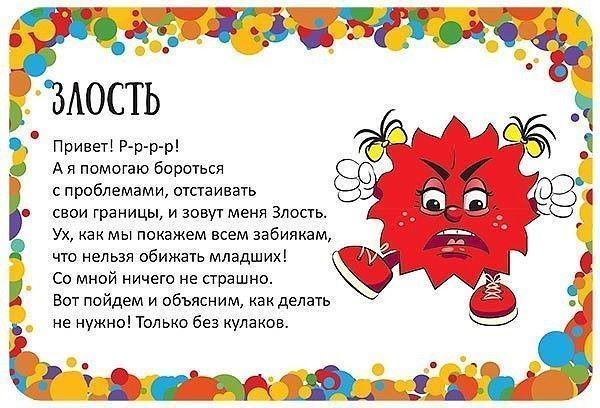 ЗЛОСТЬ
Привет! Р-р-р-р!
А я помогаю бороться
с проблемами, отстаивать
свои границы, и зовут меня Злость.
Ух, как мы покажем всем забиякам,
что нельзя обижать младших!
Со мной ничего не страшно.
Вот пойдем и объясним, как делать
не нужно! Только без кулаков.